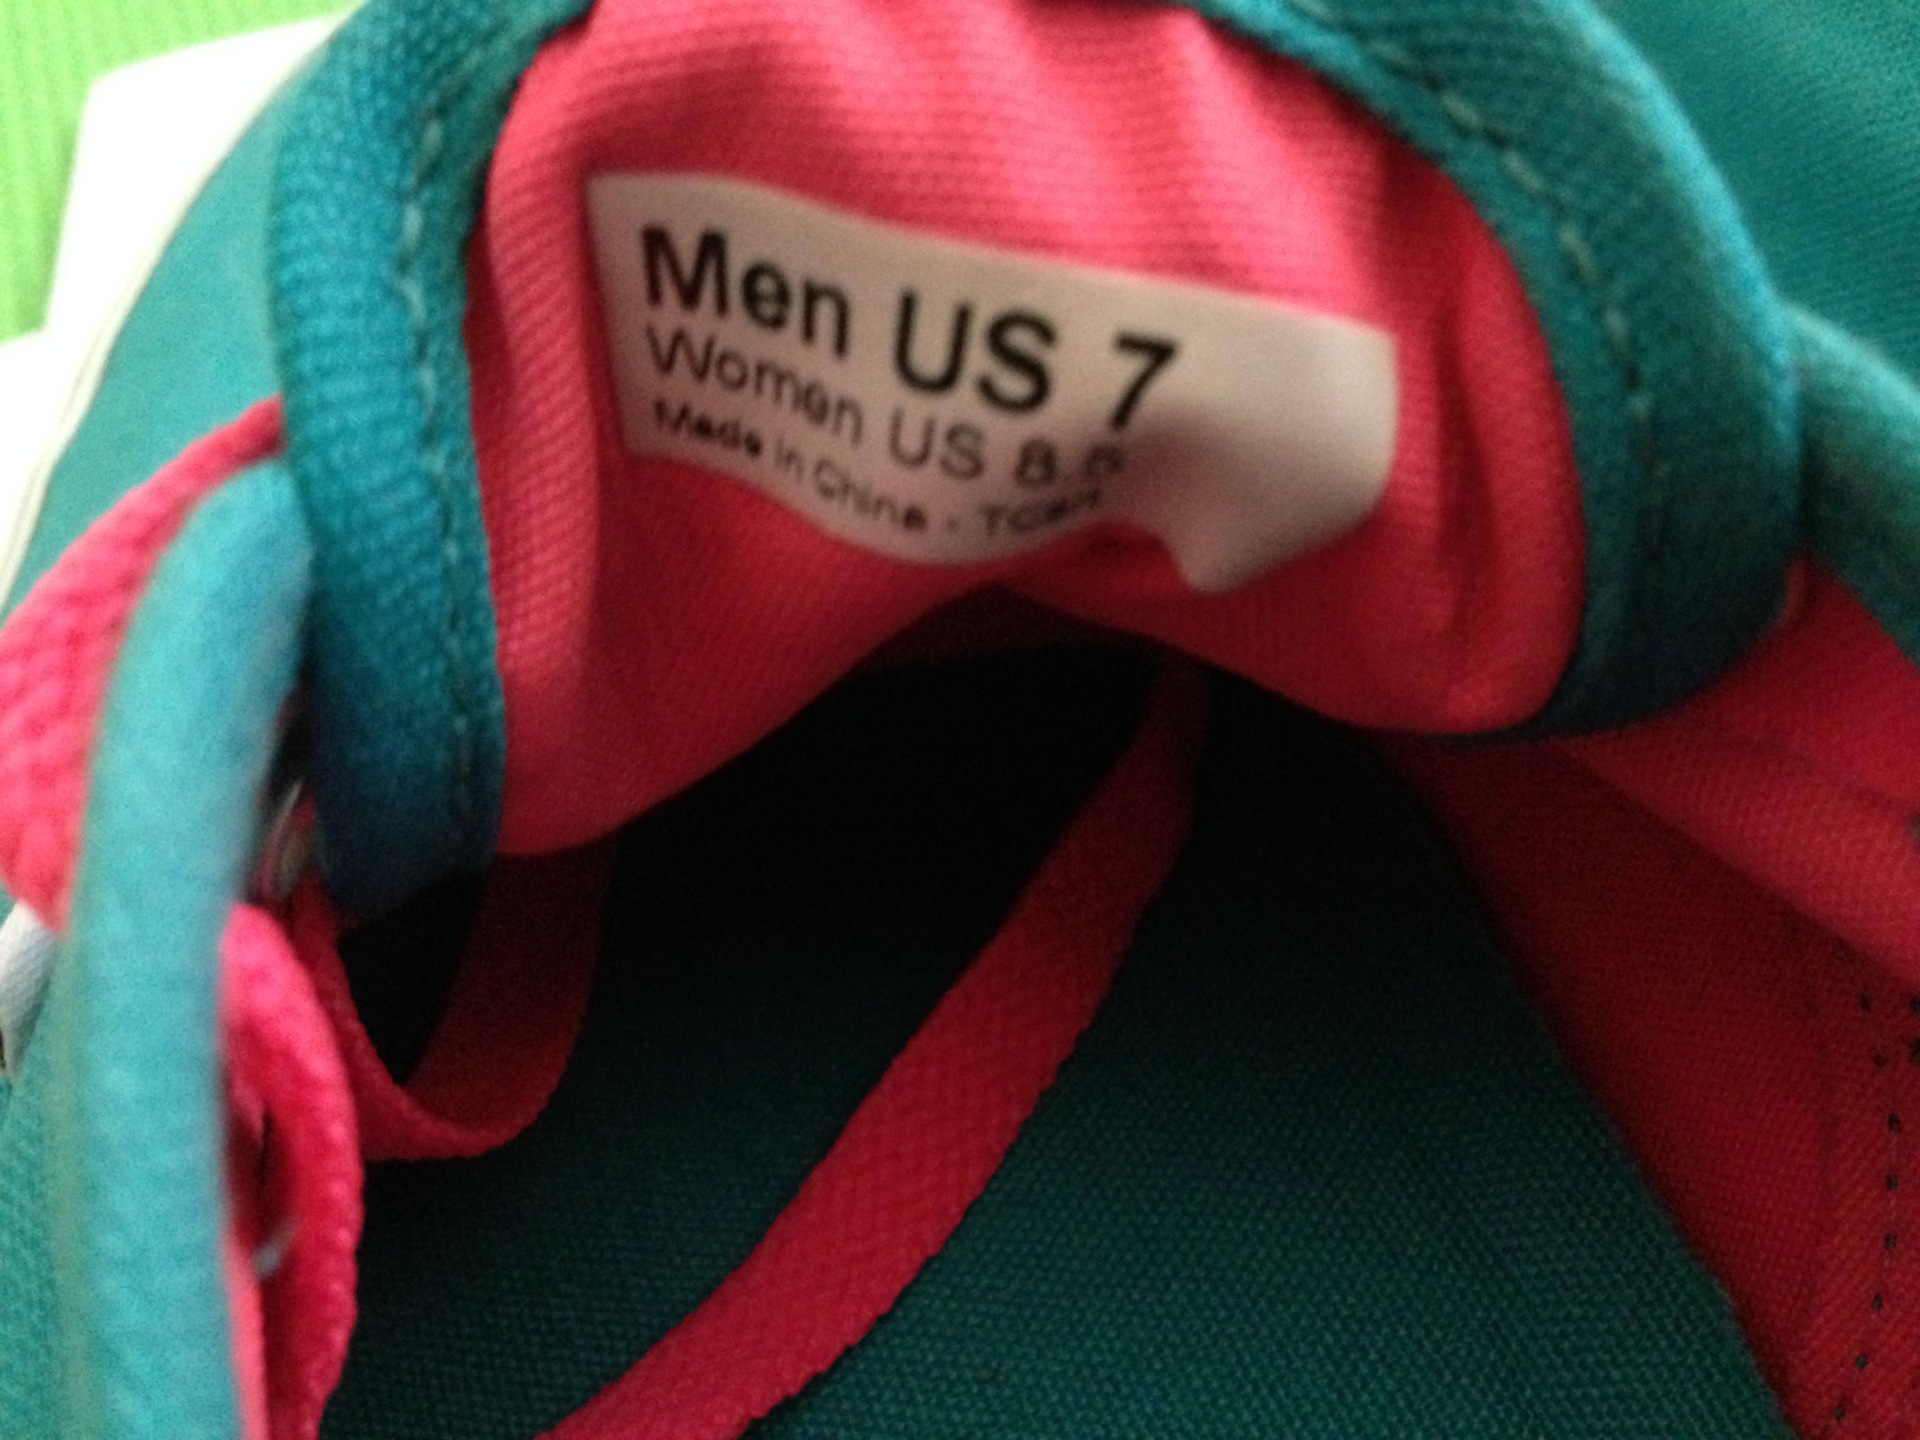 Men US 7
Women US 8.5
Made in China -